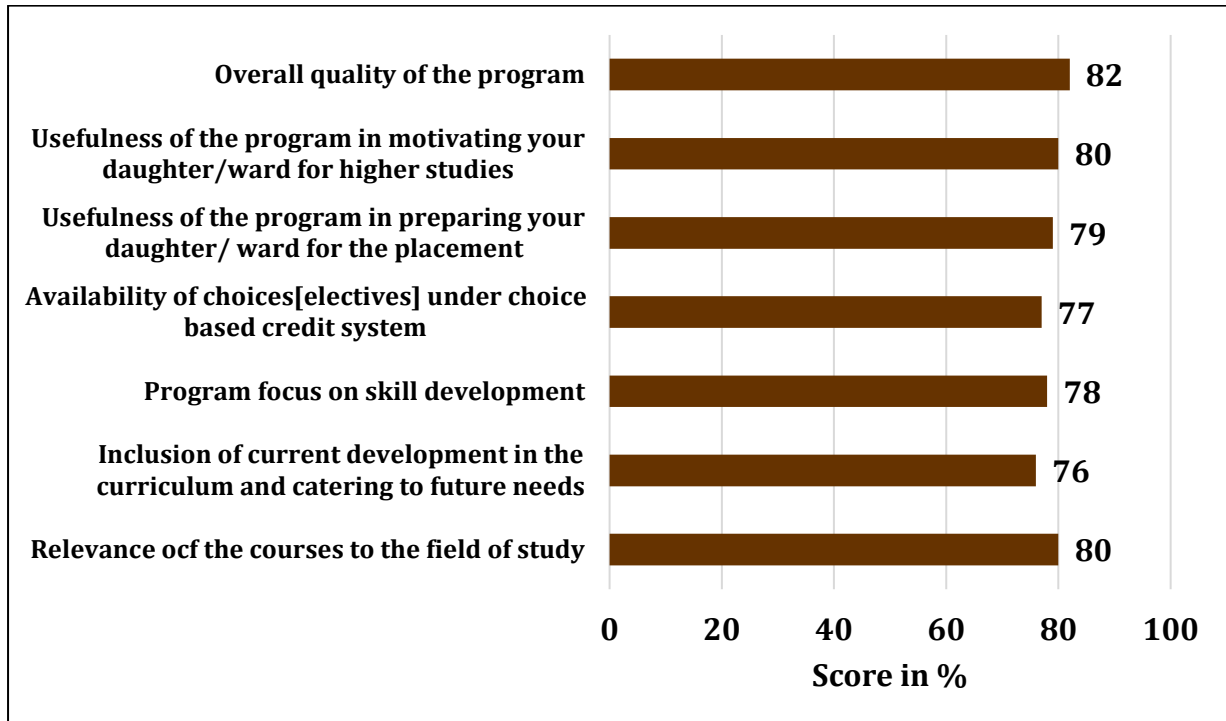 Overall quality of the program
82
Usefulness of the program in motivating your
daughter/ward for higher studies
80
Usefulness of the program in preparing your
daughter/ ward for the placement
79
Availability of choices[electives] under choice
based credit system
77
Program focus on skill development
78
Inclusion of current development in the
curriculum and catering to future needs
76
Relevance ocf the courses to the field of study
80
0 20 40 60 80 100
Score in %